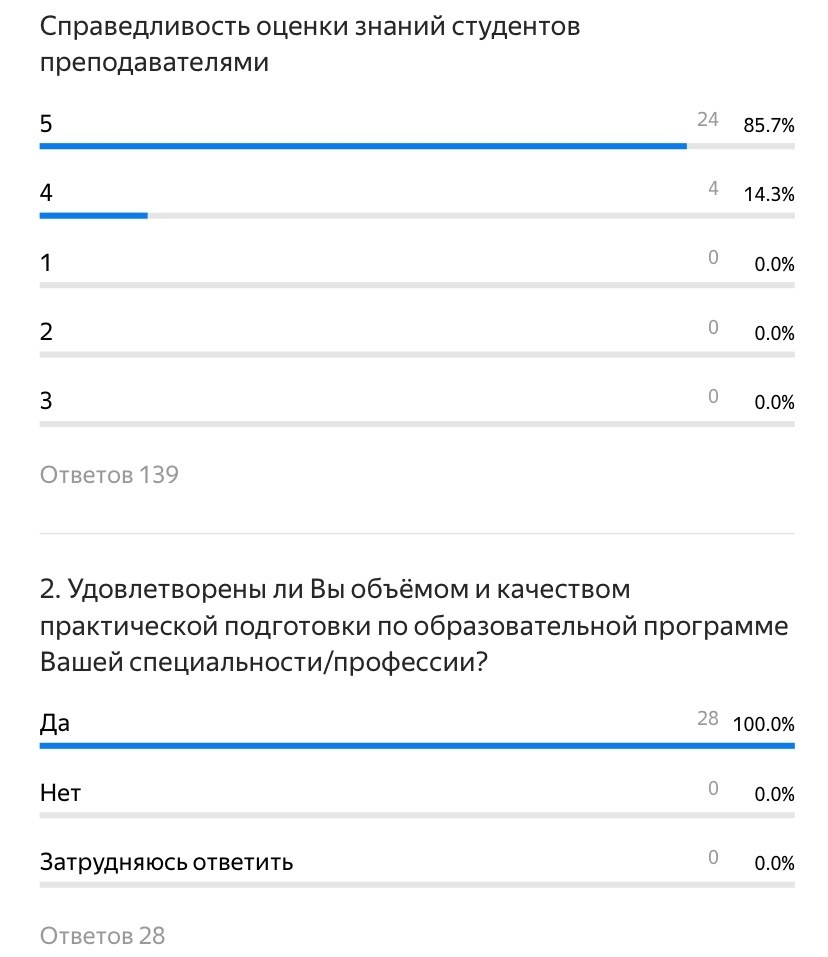 Справедливость оценки знаний студентов
преподавателями
5 24 85.7%
4 4 14.3%
1 0 0.0%
2 0 0.0%
3 0 0.0%
Ответов 139
2. Удовлетворены ли Вы объёмом и качеством
практической подготовки по образовательной программе
Вашей специальности/профессии?
Да 28 100.0%
Нет 0 0.0%
Затрудняюсь ответить 0 0.0%
Ответов 28